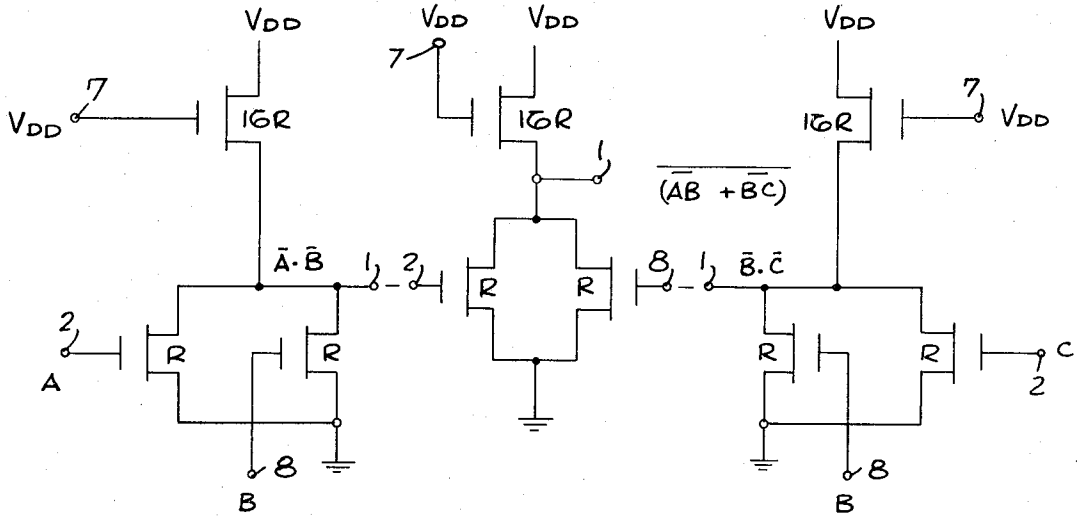 VDD VDD VDD VDD
7 7 7
VDD 16R 16R 16R VDD
1
(A̅B̅ + B̅C̅)
A̅·B̅ 1 2 8 1 B̅·C̅
R R
2 R R R R C
A 2
8 8
B B